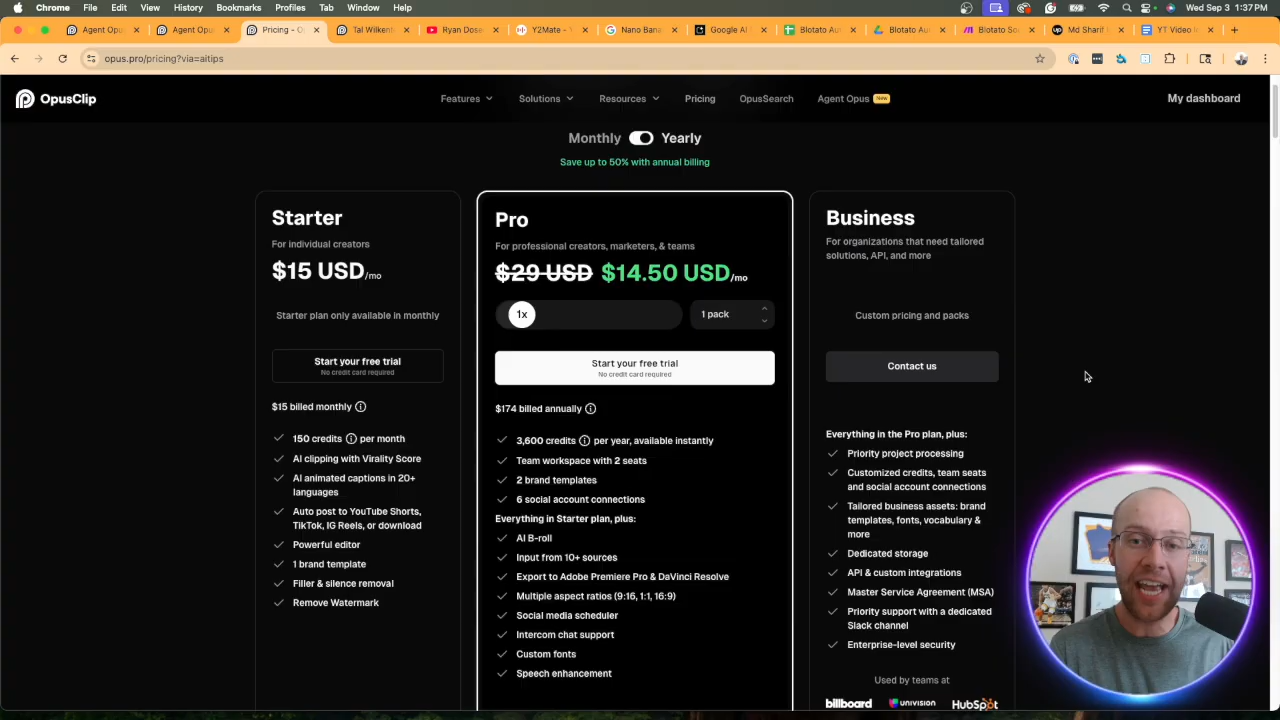 Chrome File Edit View History Bookmarks Profiles Tab Window Help
Wed Sep 3 1:37PM
Agent Opu
Agent Opu
Pricing - O
Tal Wilkenf
Ryan Dose
Y2Mate - Y
Nano Bana
Google AI
Blotato Au
Blotato Au
Blotato So
Md Sharif
YT Video I
opus.pro/pricing?via=aitips
OpusClip
Features
Solutions
Resources
Pricing
OpusSearch
Agent Opus New
My dashboard
Monthly Yearly
Save up to 50% with annual billing
Starter
For individual creators
$15 USD/mo
Starter plan only available in monthly
Start your free trial
No credit card required
$15 billed monthly
150 credits per month
AI clipping with Virality Score
AI animated captions in 20+
languages
Auto post to YouTube Shorts,
TikTok, IG Reels, or download
Powerful editor
1 brand template
Filler & silence removal
Remove Watermark
Pro
For professional creators, marketers, & teams
$29 USD $14.50 USD/mo
1x
1 pack
Start your free trial
No credit card required
$174 billed annually
3,600 credits per year, available instantly
Team workspace with 2 seats
2 brand templates
6 social account connections
Everything in Starter plan, plus:
AI B-roll
Input from 10+ sources
Export to Adobe Premiere Pro & DaVinci Resolve
Multiple aspect ratios (9:16, 1:1, 16:9)
Social media scheduler
Intercom chat support
Custom fonts
Speech enhancement
Business
For organizations that need tailored
solutions, API, and more
Custom pricing and packs
Contact us
Everything in the Pro plan, plus:
Priority project processing
Customized credits, team seats
and social account connections
Tailored business assets: brand
templates, fonts, vocabulary &
more
Dedicated storage
API & custom integrations
Master Service Agreement (MSA)
Priority support with a dedicated
Slack channel
Enterprise-level security
Used by teams at
billboard
UNIVISION
HubSpot